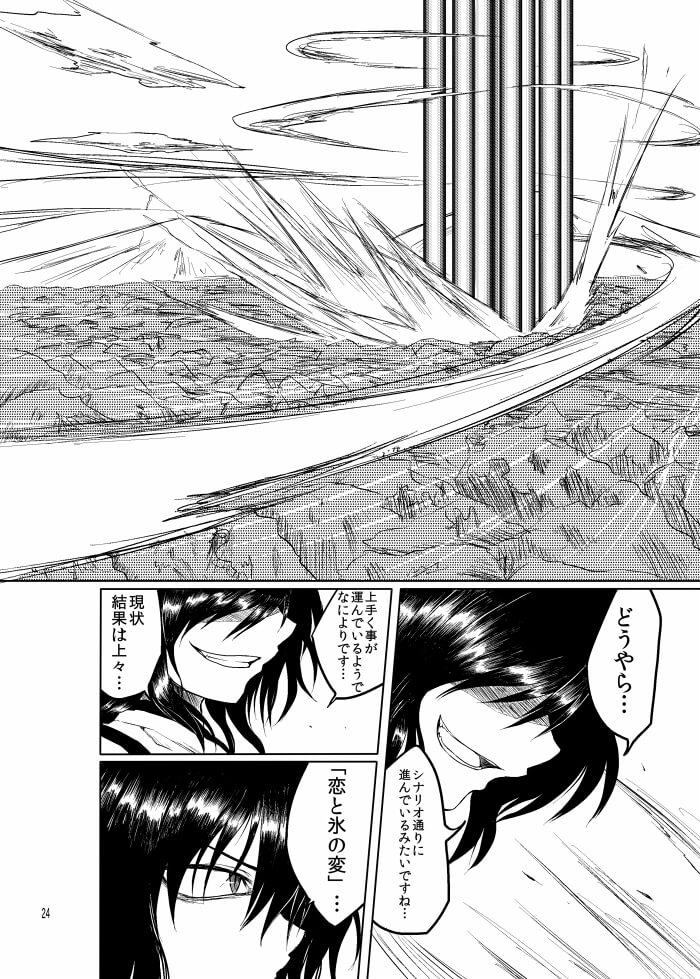 どうやら…
シナリオ通りに
進んでいるみたいですね…
上手く事が
運んでいるようで
なによりです…
現状
結果は上々…
「恋と氷の変」…
24